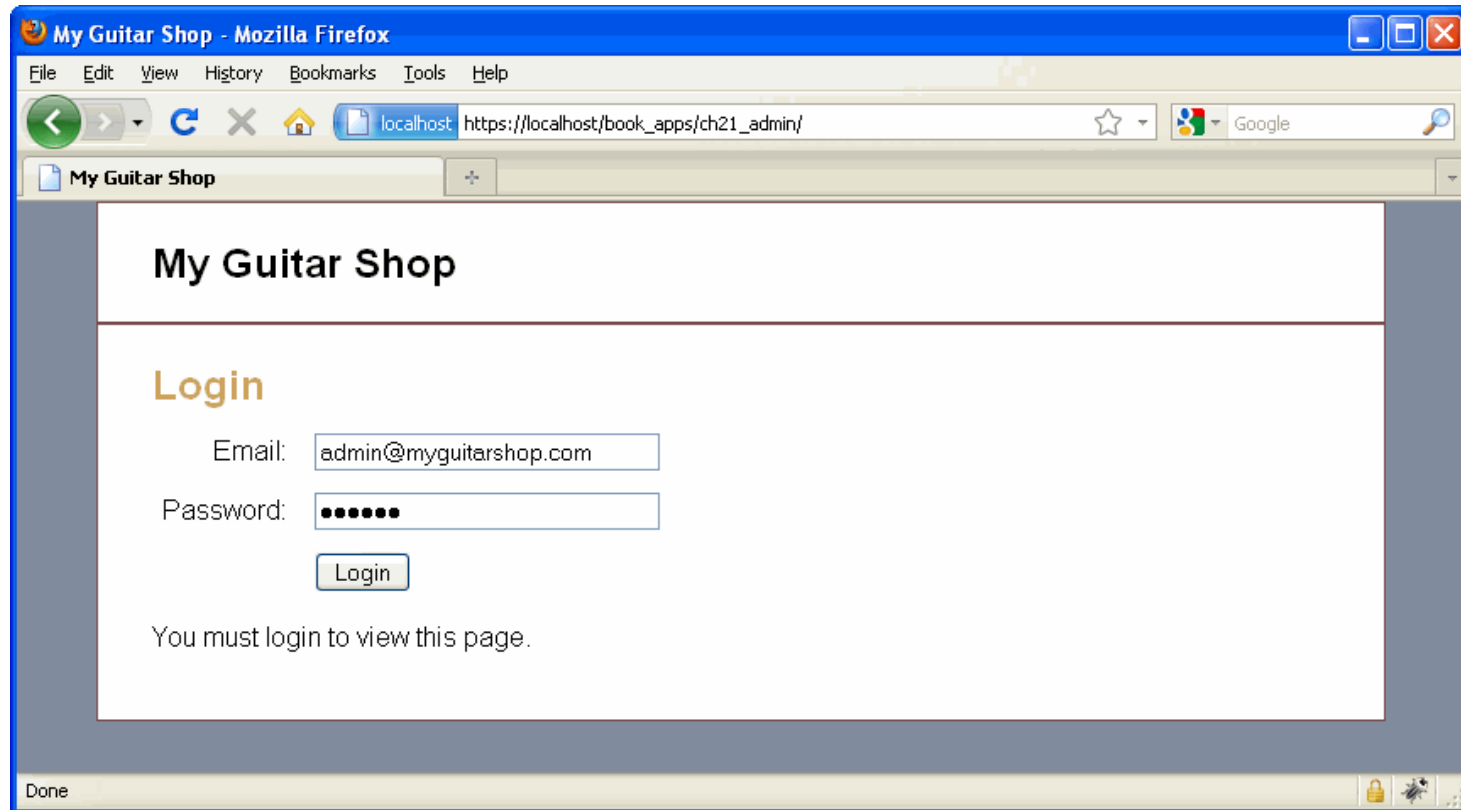 My Guitar Shop - Mozilla Firefox
File Edit View History Bookmarks Tools Help
localhost https://localhost/book_apps/ch21_admin/ Google
My Guitar Shop
My Guitar Shop
Login
Email: admin@myguitarshop.com
Password: ••••••
Login
You must login to view this page.
Done